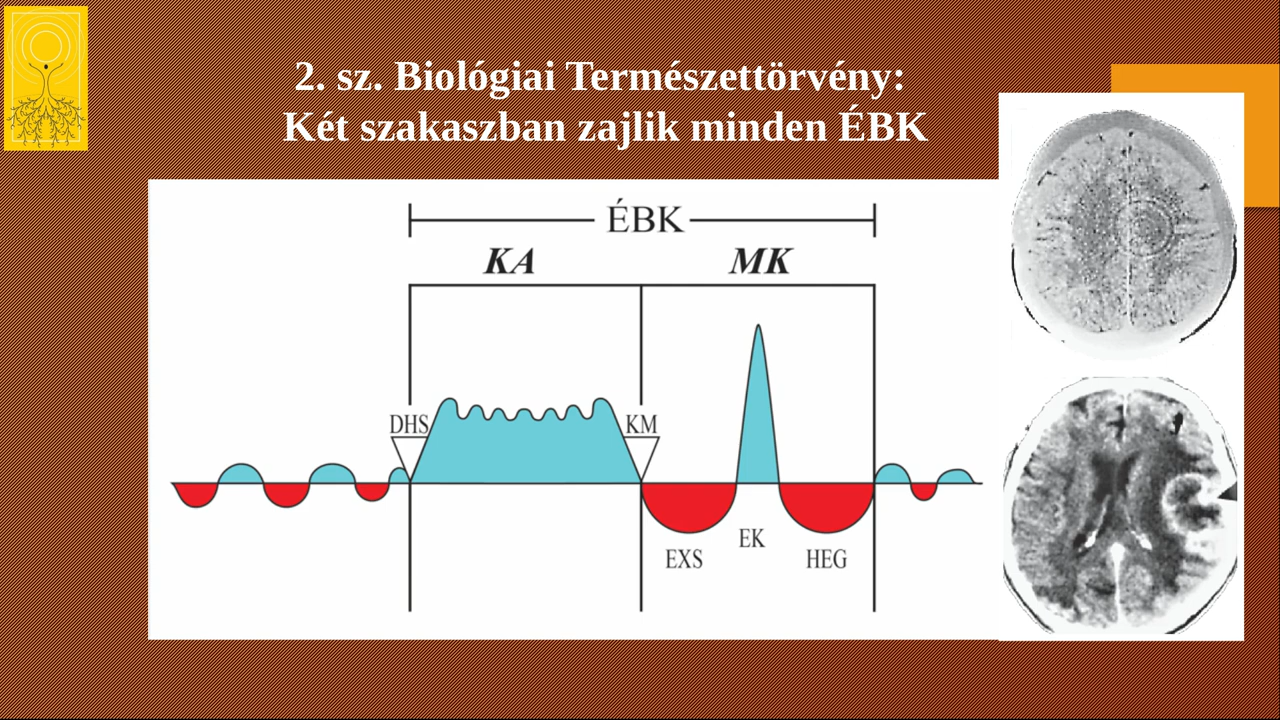 2. sz. Biológiai Természettörvény:
Két szakaszban zajlik minden ÉBK
ÉBK
KA
MK
DHS
KM
EXS
EK
HEG